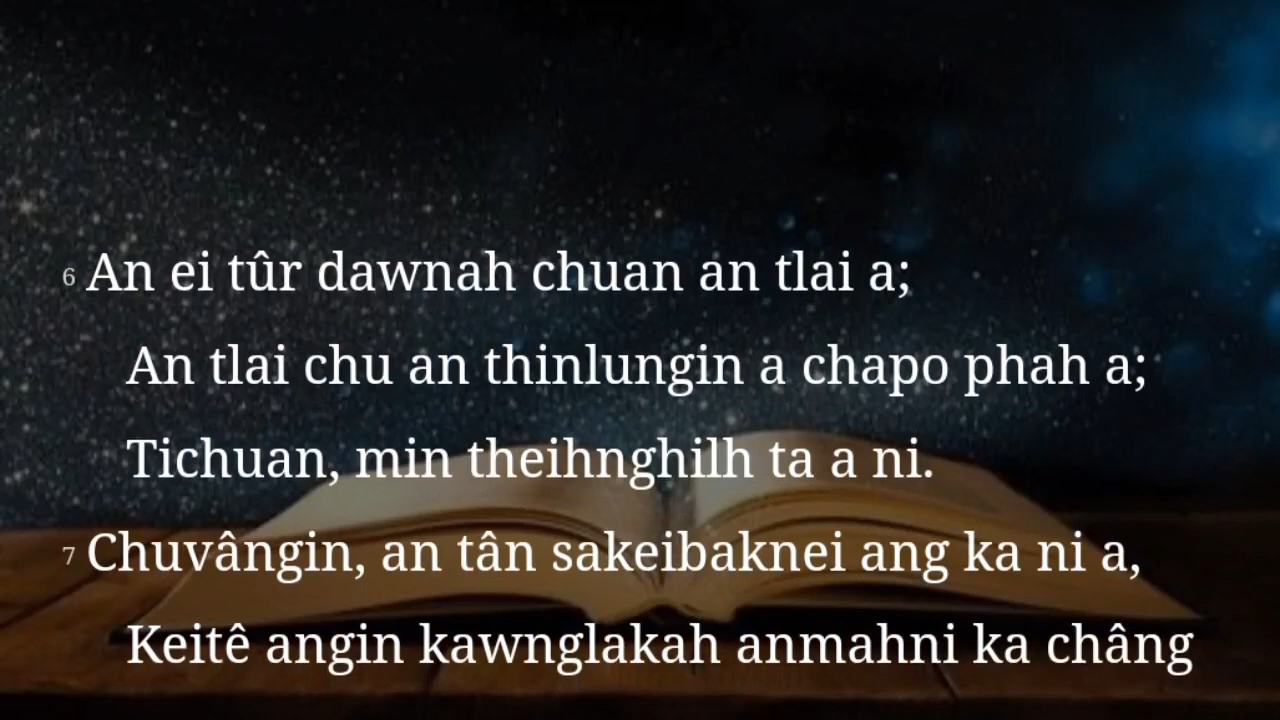 6 An ei tûr dawnah chuan an tlai a;
An tlai chu an thinlungin a chapo phah a;
Tichuan, min theihnghilh ta a ni.
7 Chuvângin, an tân sakeibaknei ang ka ni a,
Keitê angin kawnglakah anmahni ka châng